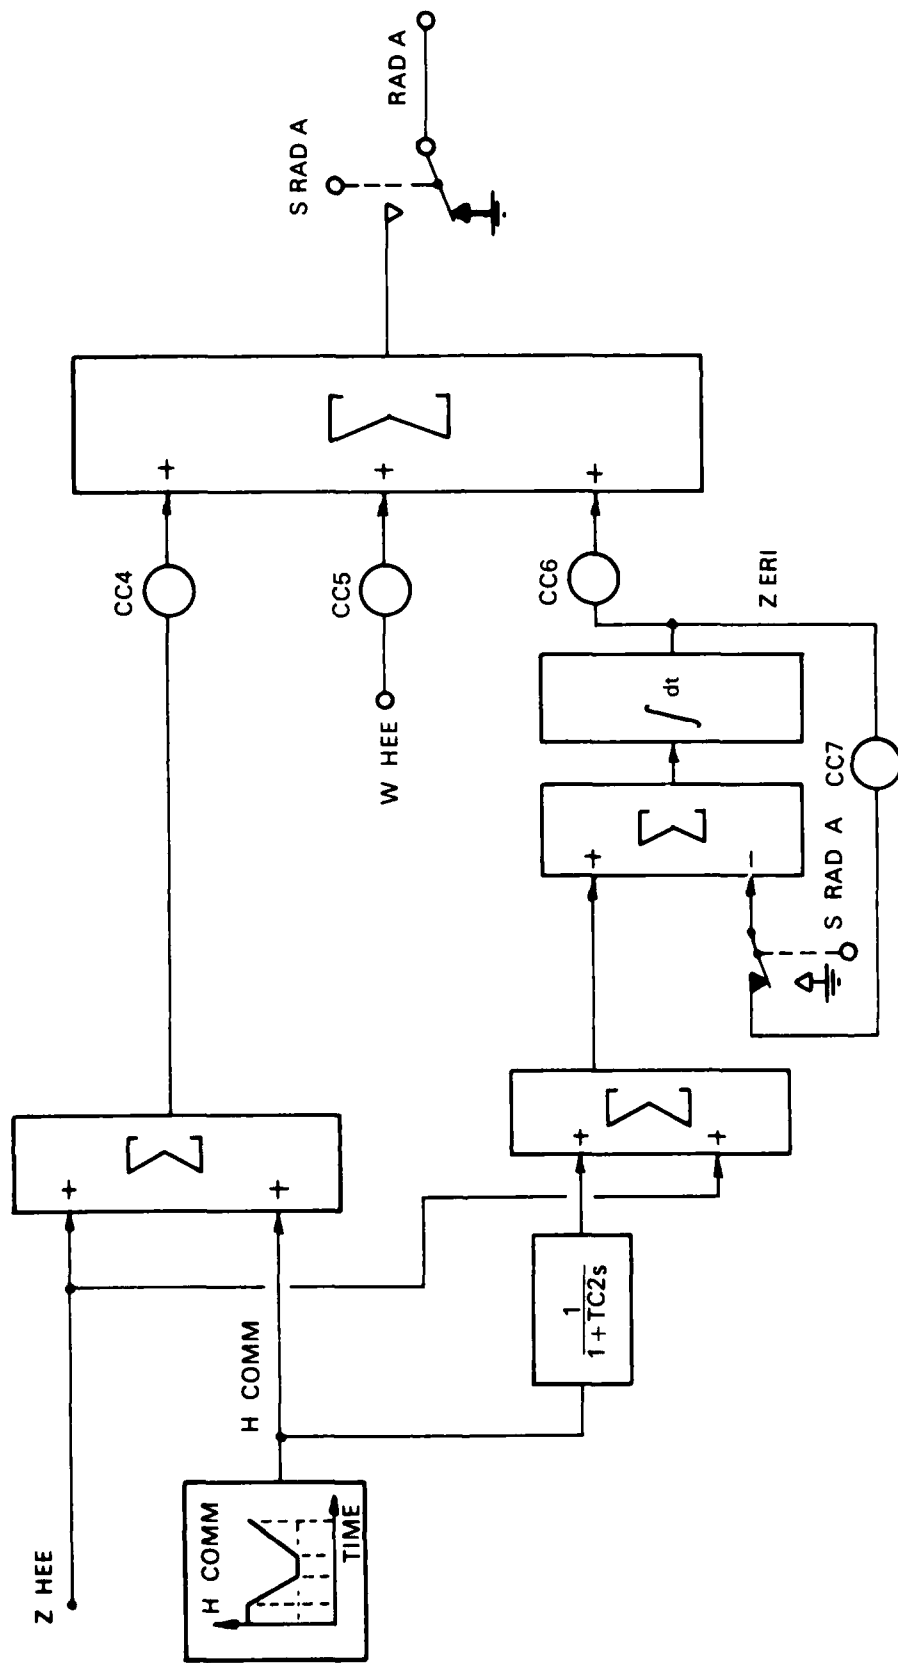 Z HEE
H COMM
TIME
H COMM
1
1 + TC2s
+
+
Σ
+
+
Σ
CC4
W HEE
CC5
+
−
Σ
∫ dt
S RAD A
CC7
Z ERI
CC6
+
+
+
Σ
S RAD A
RAD A